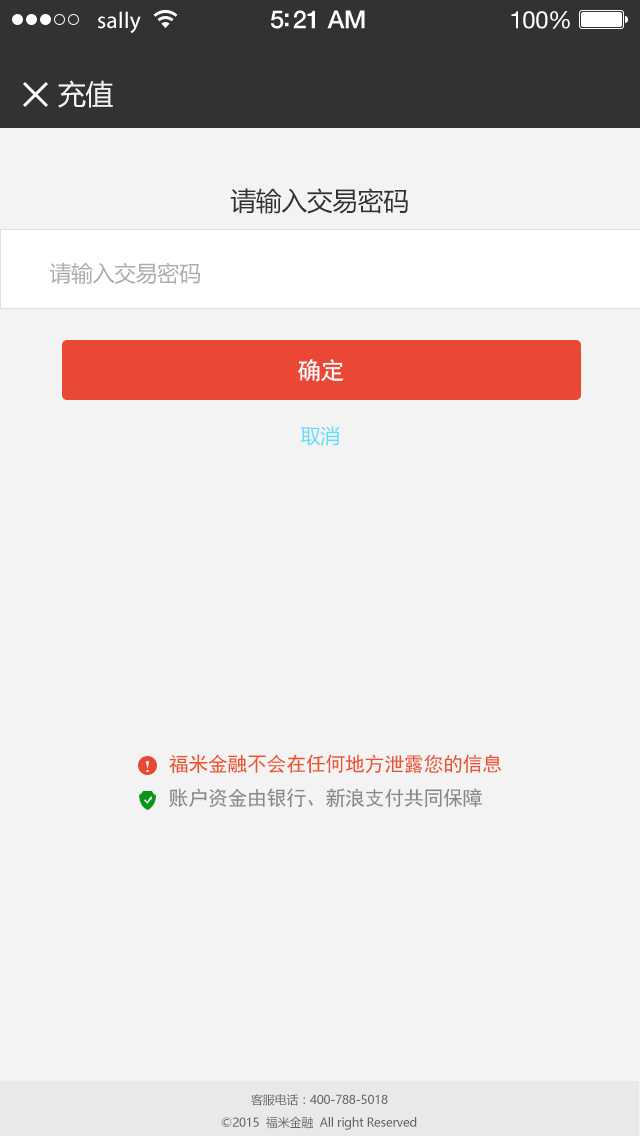 sally 5:21 AM 100%
充值
请输入交易密码
请输入交易密码
确定
取消
福米金融不会在任何地方泄露您的信息
账户资金由银行、新浪支付共同保障
客服电话：400-788-5018
©2015 福米金融 All right Reserved